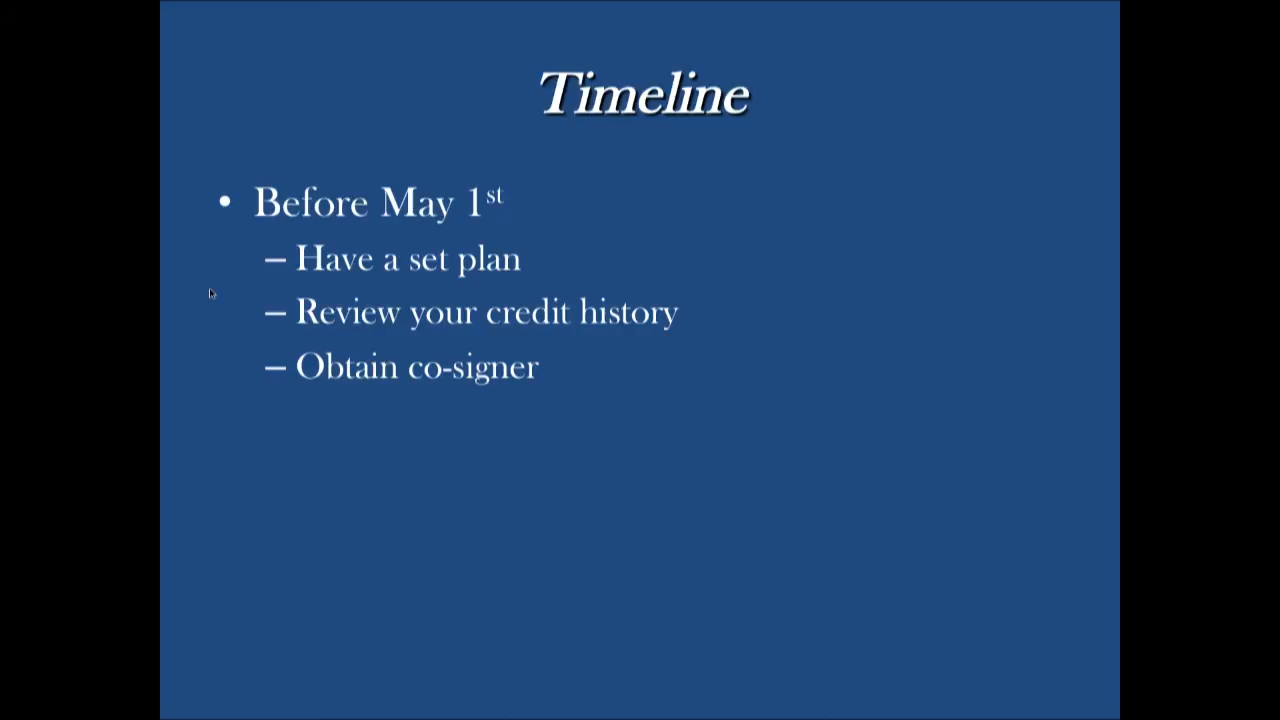 Timeline
• Before May 1st
– Have a set plan
– Review your credit history
– Obtain co-signer